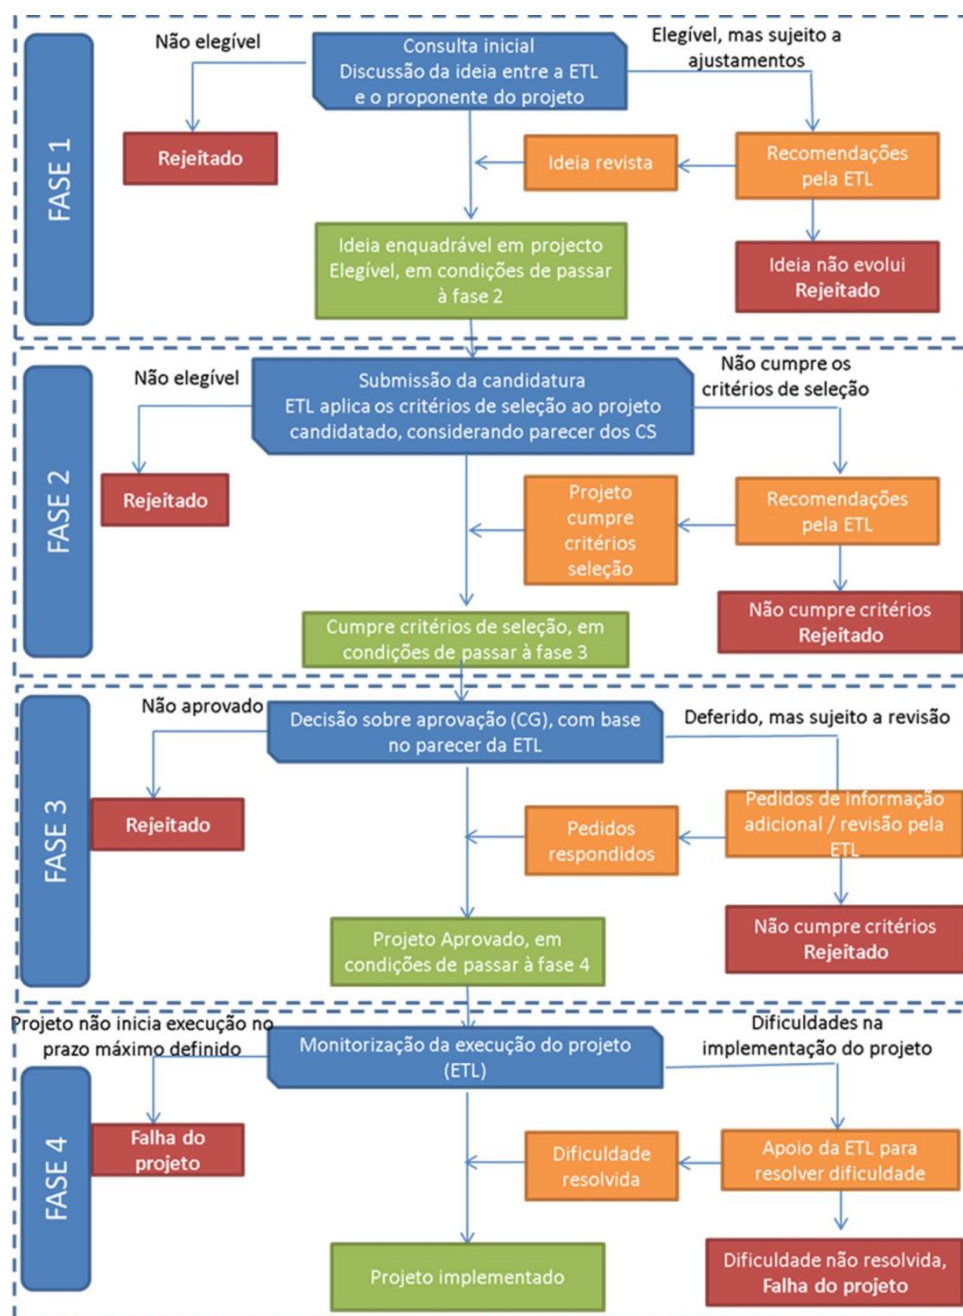 FASE 1
Não elegível
Consulta inicial
Discussão da ideia entre a ETL
e o proponente do projeto
Elegível, mas sujeito a
ajustamentos
Rejeitado
Ideia revista
Recomendações
pela ETL
Ideia enquadrável em projecto
Elegível, em condições de passar
à fase 2
Ideia não evolui
Rejeitado
FASE 2
Não elegível
Submissão da candidatura
ETL aplica os critérios de seleção ao projeto
candidatado, considerando parecer dos CS
Não cumpre os
critérios de seleção
Rejeitado
Projeto
cumpre
critérios
seleção
Recomendações
pela ETL
Cumpre critérios de seleção, em
condições de passar à fase 3
Não cumpre critérios
Rejeitado
FASE 3
Não aprovado
Decisão sobre aprovação (CG), com base
no parecer da ETL
Deferido, mas sujeito a revisão
Rejeitado
Pedidos
respondidos
Pedidos de informação
adicional / revisão pela
ETL
Projeto Aprovado, em
condições de passar à fase 4
Não cumpre critérios
Rejeitado
FASE 4
Projeto não inicia execução no
prazo máximo definido
Monitorização da execução do projeto
(ETL)
Dificuldades na
implementação do projeto
Falha do
projeto
Dificuldade
resolvida
Apoio da ETL para
resolver dificuldade
Projeto implementado
Dificuldade não resolvida,
Falha do projeto